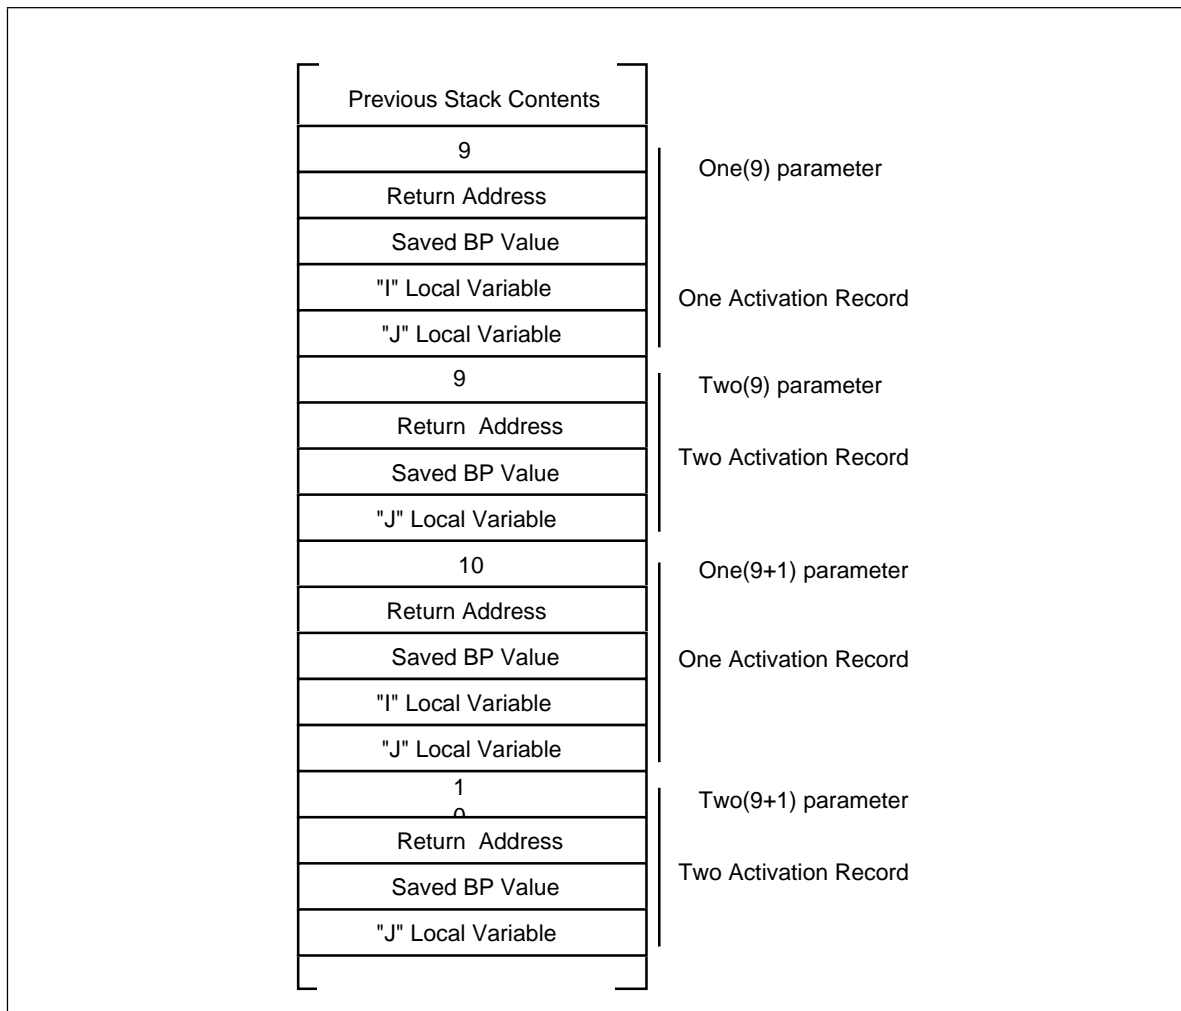 Previous Stack Contents
9
One(9) parameter
Return Address
Saved BP Value
"I" Local Variable
One Activation Record
"J" Local Variable
9
Two(9) parameter
Return  Address
Two Activation Record
Saved BP Value
"J" Local Variable
10
One(9+1) parameter
Return Address
Saved BP Value
One Activation Record
"I" Local Variable
"J" Local Variable
1
0
Two(9+1) parameter
Return  Address
Two Activation Record
Saved BP Value
"J" Local Variable